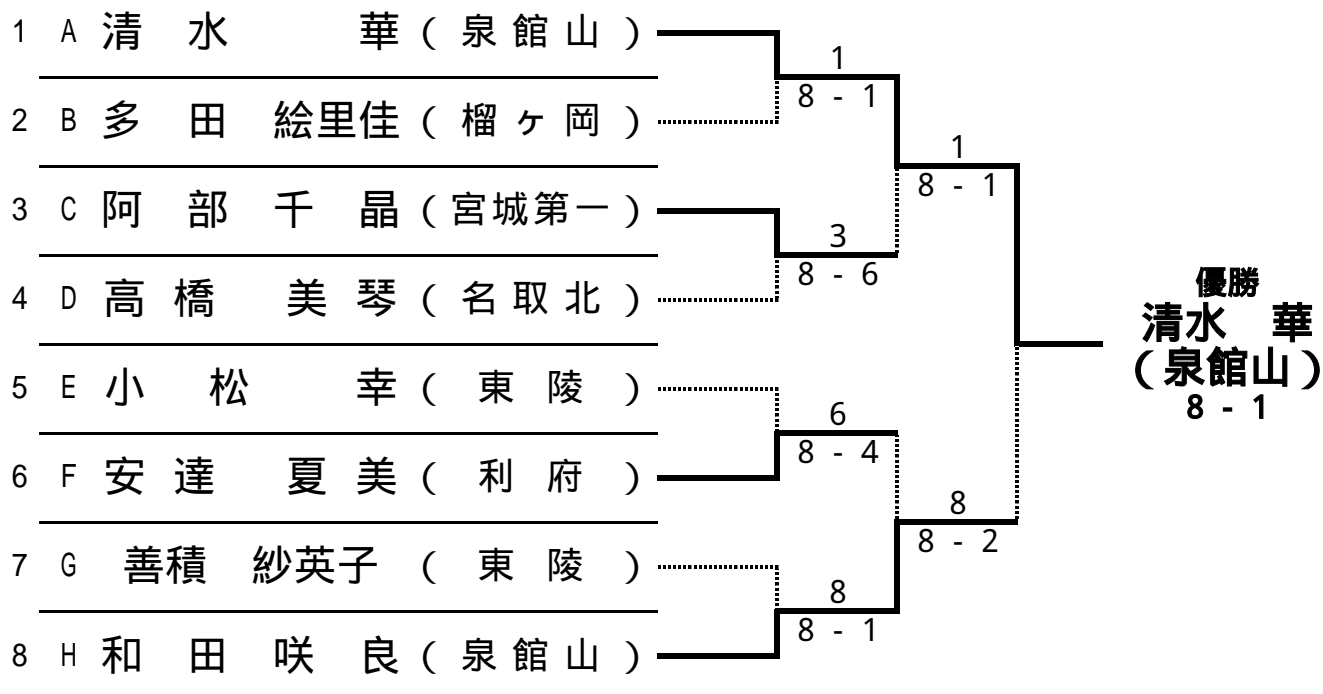 1 A 清水 華 (泉館山)
1
8 - 1
2 B 多田 絵里佳 (榴ヶ岡)
1
8 - 1
3 C 阿部 千晶 (宮城第一)
3
8 - 6
4 D 高橋 美琴 (名取北)
優勝
清水 華
(泉館山)
8 - 1
5 E 小松 幸 (東陵)
6
8 - 4
6 F 安達 夏美 (利府)
8
8 - 2
7 G 善積 紗英子 (東陵)
8
8 - 1
8 H 和田 咲良 (泉館山)